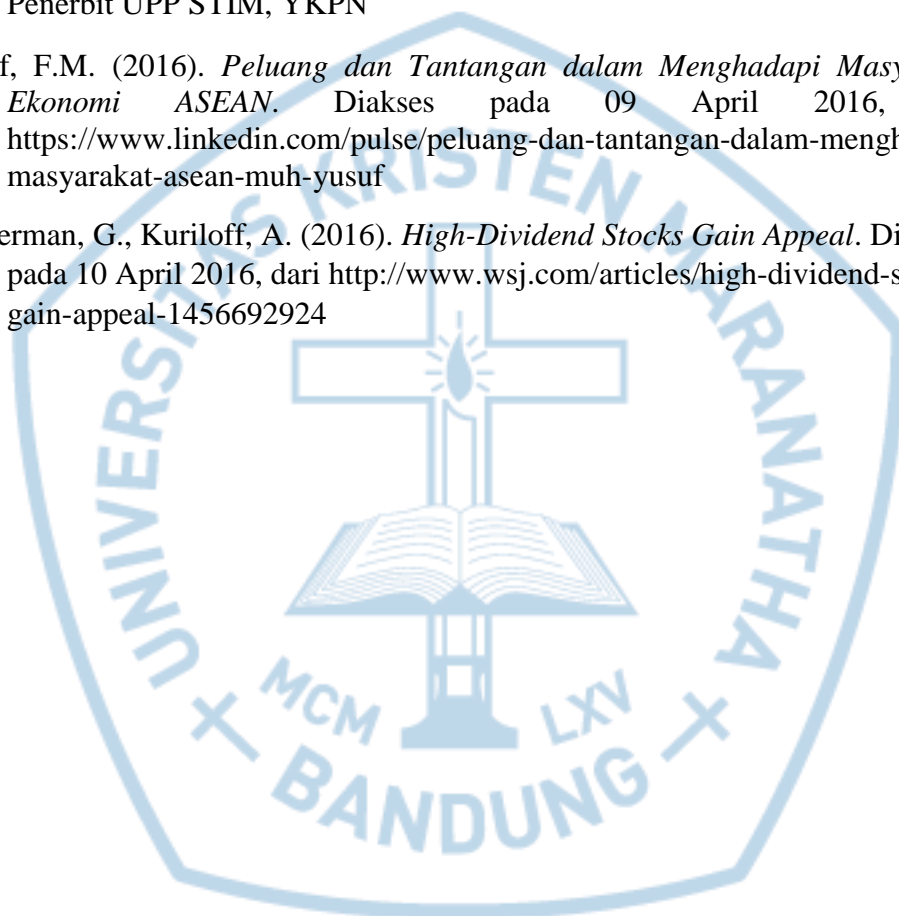 Penerbit UPP STIM, YKPN
f, F.M. (2016). Peluang dan Tantangan dalam Menghadapi Masy
Ekonomi ASEAN. Diakses pada 09 April 2016,
https://www.linkedin.com/pulse/peluang-dan-tantangan-dalam-mengh
masyarakat-asean-muh-yusuf
erman, G., Kuriloff, A. (2016). High-Dividend Stocks Gain Appeal. Di
pada 10 April 2016, dari http://www.wsj.com/articles/high-dividend-s
gain-appeal-1456692924
UNIVERSITAS KRISTEN MARANATHA
MCM LXV
BANDUNG